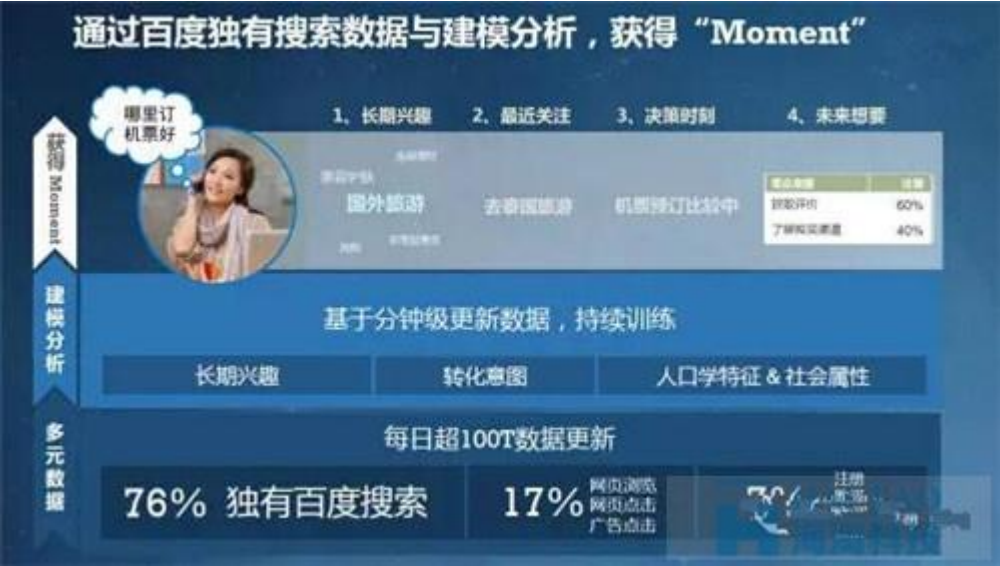 通过百度独有搜索数据与建模分析，获得“Moment”
哪里订
机票好
1、长期兴趣
2、最近关注
3、决策时刻
4、未来想要
国外旅游
去泰国旅游
机票预订比较中
获取评价 60%
了解购买渠道 40%
获得 Moment
基于分钟级更新数据，持续训练
建模分析
长期兴趣
转化意图
人口学特征 & 社会属性
每日超100T数据更新
多元数据
76% 独有百度搜索
17%
网页浏览
网页点击
广告点击
7%
注册